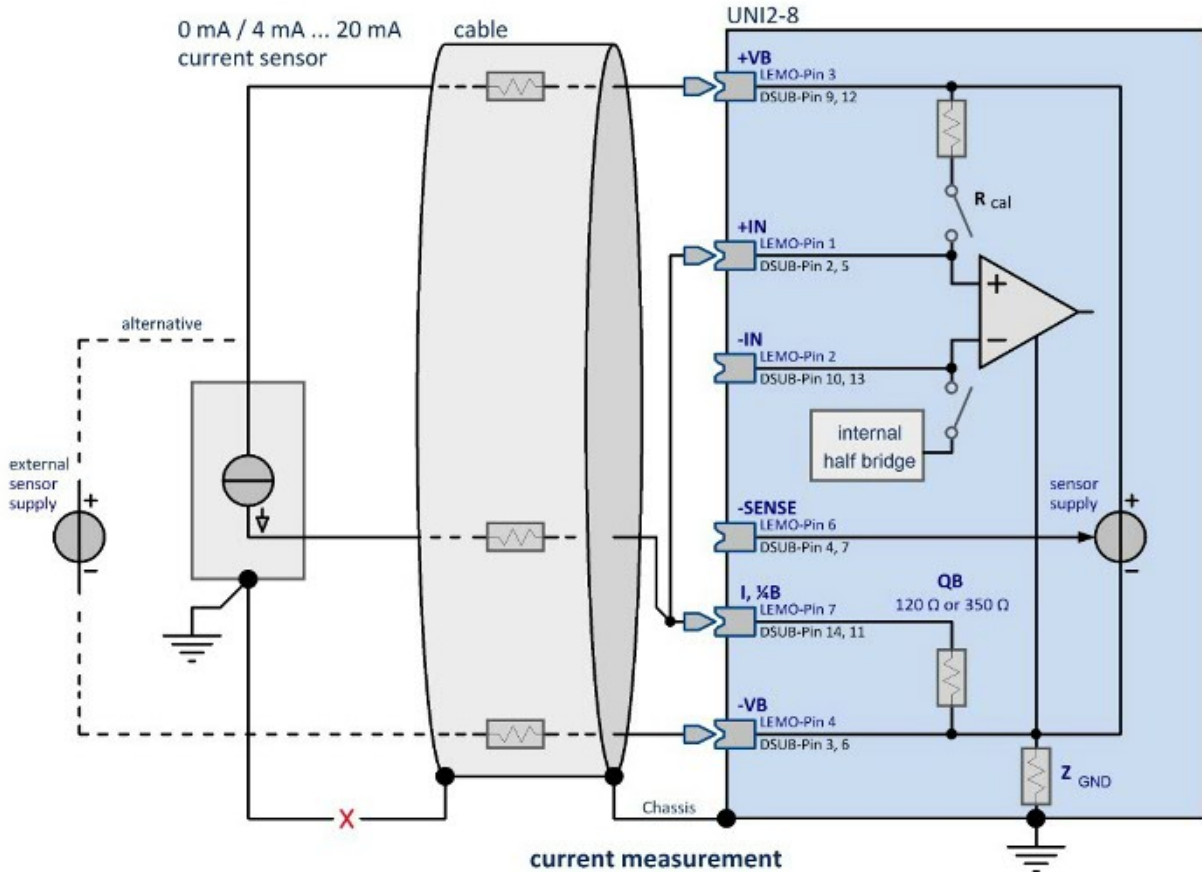 0 mA / 4 mA ... 20 mA
current sensor
cable
UNI2-8
+VB
LEMO-Pin 3
DSUB-Pin 9, 12
R cal
+IN
LEMO-Pin 1
DSUB-Pin 2, 5
+
alternative
-IN
LEMO-Pin 2
DSUB-Pin 10, 13
−
internal
half bridge
external
sensor
supply
+
−
-SENSE
LEMO-Pin 6
DSUB-Pin 4, 7
sensor
supply
+
−
I, ¼B
LEMO-Pin 7
DSUB-Pin 14, 11
QB
120 Ω or 350 Ω
-VB
LEMO-Pin 4
DSUB-Pin 3, 6
Z GND
X
Chassis
current measurement